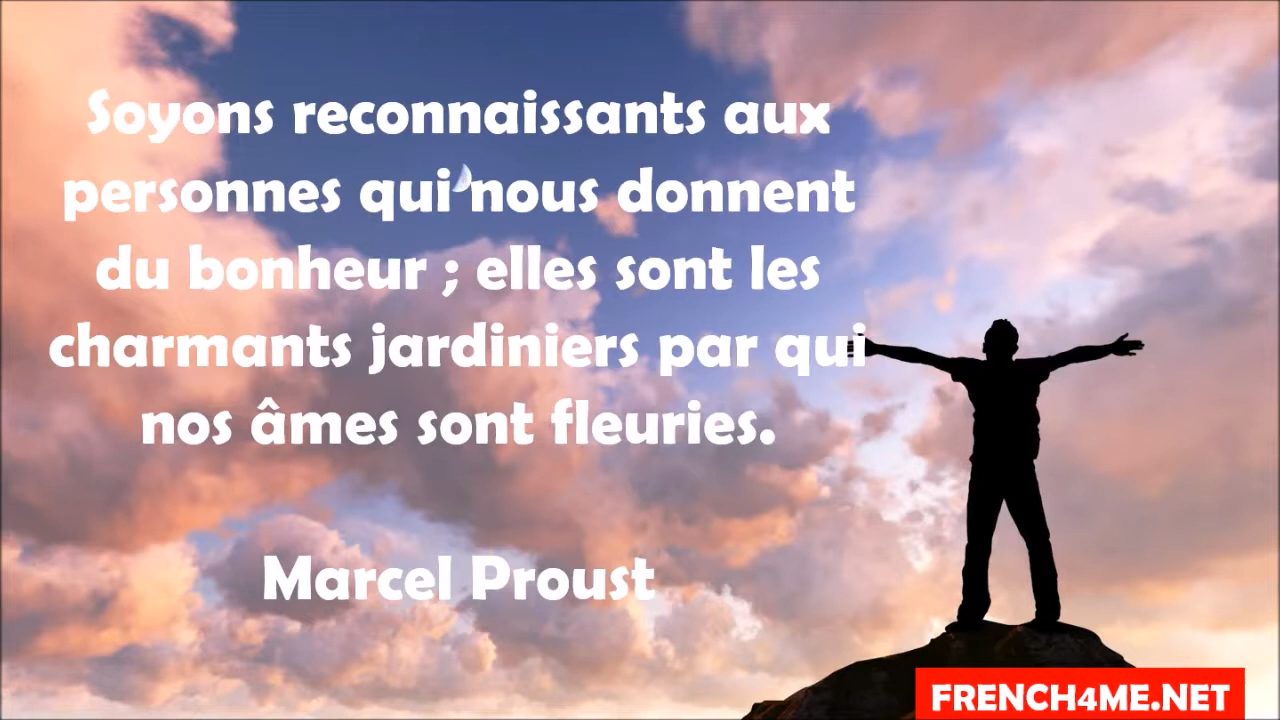 Soyons reconnaissants aux
personnes qui nous donnent
du bonheur ; elles sont les
charmants jardiniers par qui
nos âmes sont fleuries.
Marcel Proust
FRENCH4ME.NET